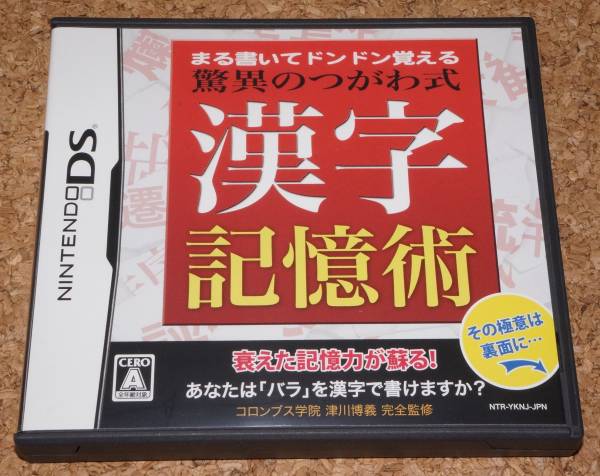 まる書いてドンドン覚える
驚異のつがわ式
漢字
記憶術
NINTENDO DS
その極意は
裏面に…
衰えた記憶力が蘇る!
あなたは「バラ」を漢字で書けますか?
コロンブス学院 津川博義 完全監修
CERO
A
全年齢対象
NTR-YKNJ-JPN